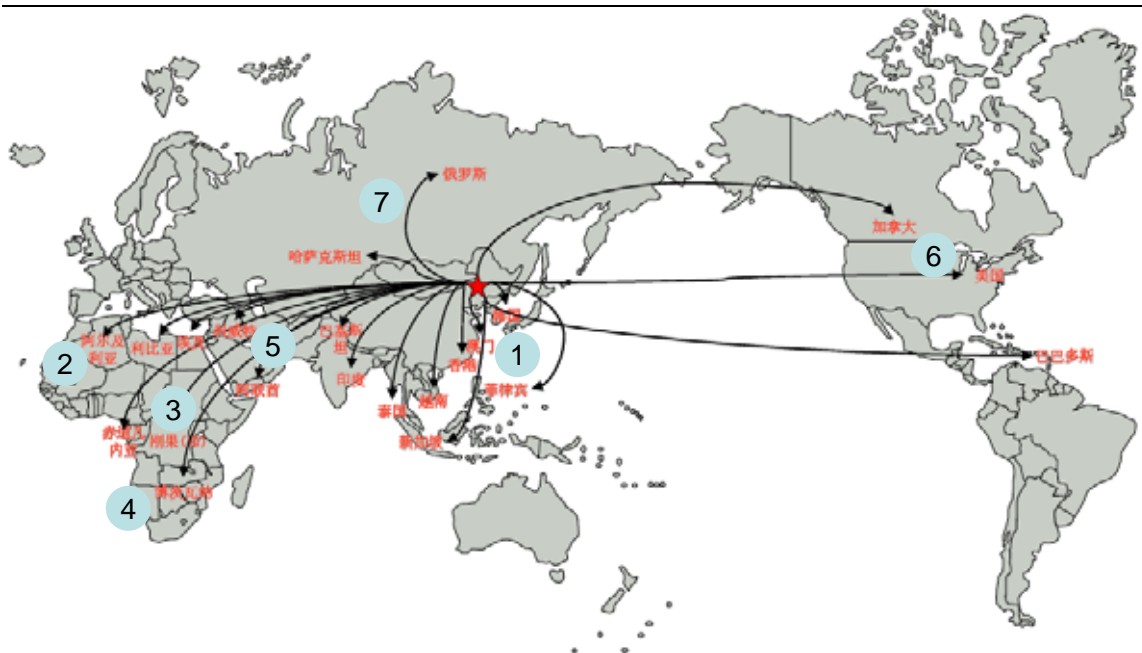 俄罗斯
7
加拿大
哈萨克斯坦
6
美国
韩国
科威特
阿尔及
利亚
利比亚
埃及
巴基斯
坦
5
澳门
1
香港
巴巴多斯
2
印度
阿联酋
菲律宾
3
泰国
越南
赤道几
内亚
刚果(布)
新加坡
博茨瓦纳
4